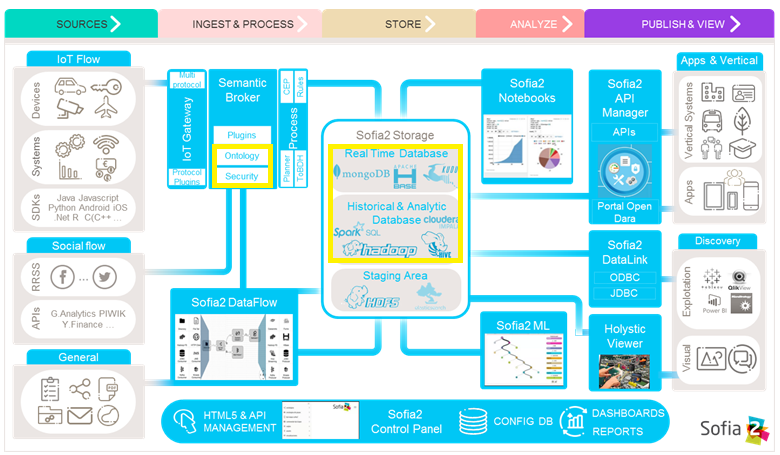 SOURCES
INGEST & PROCESS
STORE
ANALYZE
PUBLISH & VIEW
IoT Flow
Devices
Systems
SDKs
Java Javascript
Python Android iOS
.Net R C(C++ ...
Social flow
RRSS
...
APIs
G.Analytics PIWIK
Y.Finance ...
General
Multi
protocol
IoT Gateway
Protocol
Plugins
Semantic
Broker
Plugins
Ontology
Security
CEP
Rules
Process
Planner
ToBDH
Sofia2 DataFlow
Sofia2 Storage
Real Time Database
mongoDB
APACHE
HBASE
Historical & Analytic
Database
cloudera
IMPALA
Spark SQL
hadoop
HIVE
Staging Area
HDFS
Sofia2
Notebooks
Sofia2 ML
Sofia2
API
Manager
APIs
Portal Open
Dara
Sofia2
DataLink
ODBC
JDBC
Holystic
Viewer
Apps & Vertical
Vertical Systems
Apps
Discovery
Explotation
QlikView
Power BI
Visual
HTML5 & API
MANAGEMENT
Sofia2
Sofia2
Control Panel
CONFIG DB
DASHBOARDS
REPORTS
Sofia 2